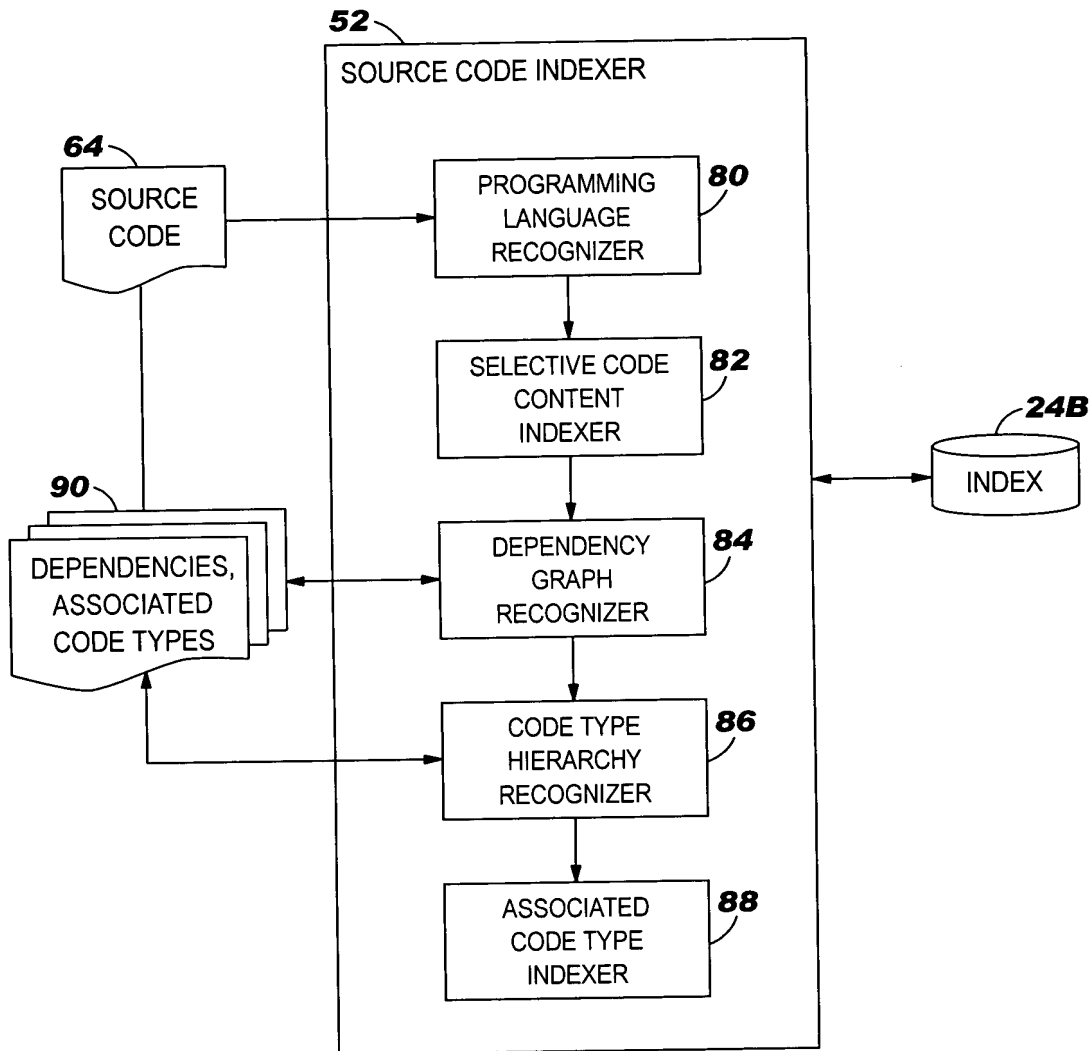 52
SOURCE CODE INDEXER
64
SOURCE
CODE
PROGRAMMING
LANGUAGE
RECOGNIZER
80
SELECTIVE CODE
CONTENT
INDEXER
82
24B
INDEX
90
DEPENDENCIES,
ASSOCIATED
CODE TYPES
DEPENDENCY
GRAPH
RECOGNIZER
84
CODE TYPE
HIERARCHY
RECOGNIZER
86
ASSOCIATED
CODE TYPE
INDEXER
88